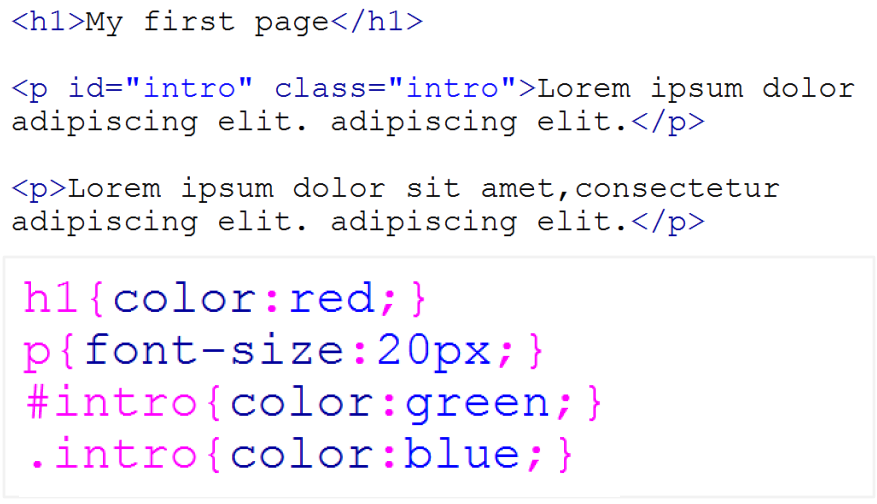 <h1>My first page</h1>
<p id="intro" class="intro">Lorem ipsum dolor
adipiscing elit. adipiscing elit.</p>
<p>Lorem ipsum dolor sit amet,consectetur
adipiscing elit. adipiscing elit.</p>
h1{color:red;}
p{font-size:20px;}
#intro{color:green;}
.intro{color:blue;}